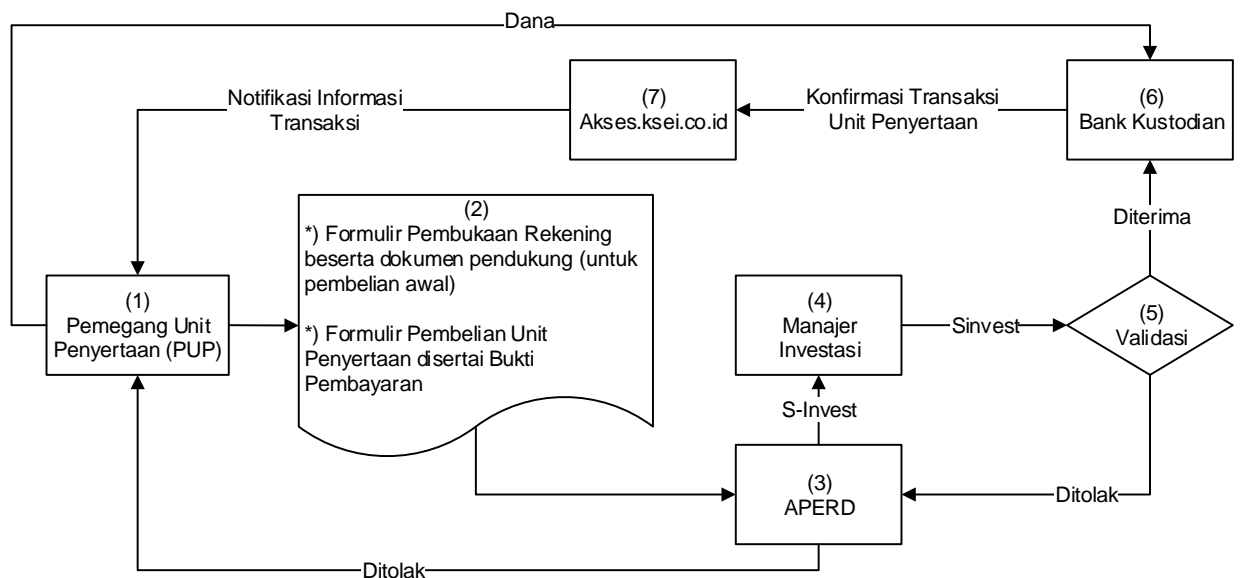 Dana
Notifikasi Informasi
Transaksi
(7)
Akses.ksei.co.id
Konfirmasi Transaksi
Unit Penyertaan
(6)
Bank Kustodian
(2)
*) Formulir Pembukaan Rekening
beserta dokumen pendukung (untuk
pembelian awal)
*) Formulir Pembelian Unit
Penyertaan disertai Bukti
Pembayaran
Diterima
(1)
Pemegang Unit
Penyertaan (PUP)
(4)
Manajer
Investasi
Sinvest
(5)
Validasi
S-Invest
(3)
APERD
Ditolak
Ditolak